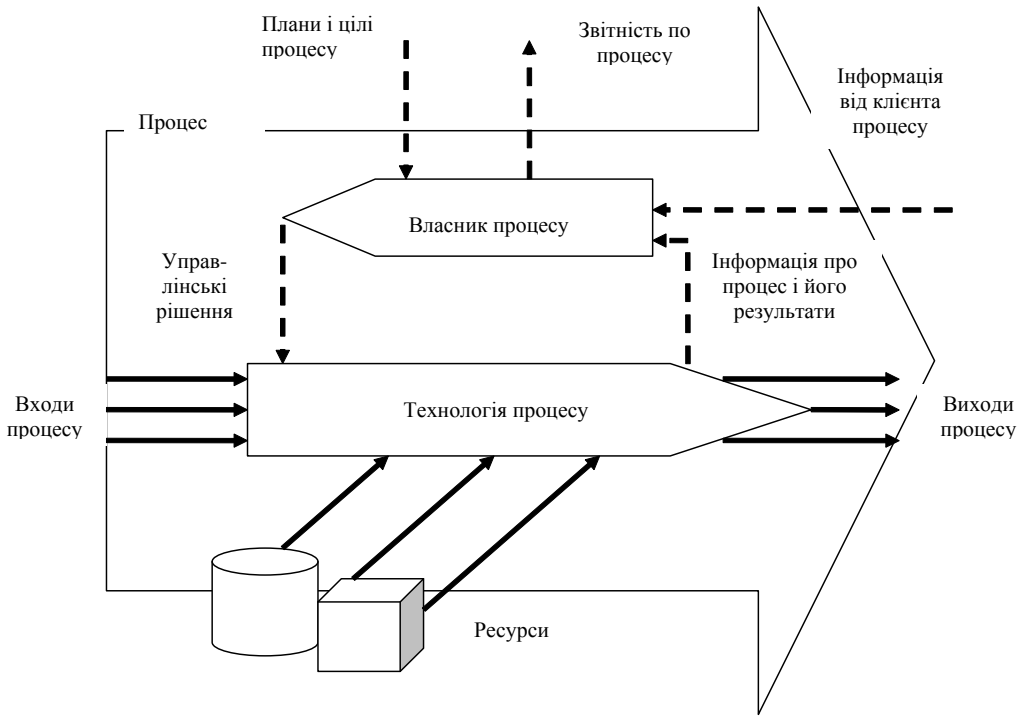 Плани і цілі
процесу
Звітність по
процесу
Інформація
від клієнта
процесу
Процес
Власник процесу
Управ-
лінські
рішення
Інформація про
процес і його
результати
Входи
процесу
Технологія процесу
Виходи
процесу
Ресурси